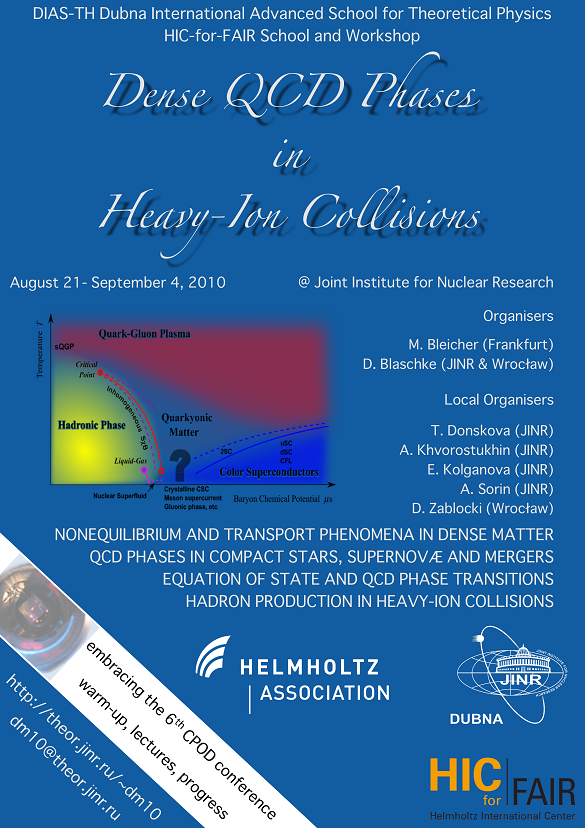 DIAS-TH Dubna International Advanced School for Theoretical Physics
HIC-for-FAIR School and Workshop
Dense QCD Phases
in
Heavy-Ion Collisions
August 21- September 4, 2010
@ Joint Institute for Nuclear Research
Organisers
M. Bleicher (Frankfurt)
D. Blaschke (JINR & Wrocław)
Local Organisers
T. Donskova (JINR)
A. Khvorostukhin (JINR)
E. Kolganova (JINR)
A. Sorin (JINR)
D. Zablocki (Wrocław)
Temperature T
Quark-Gluon Plasma
sQGP
Critical
Point
Hadronic Phase
Inhomogeneous SχB
Quarkyonic
Matter
Liquid-Gas
?
2SC
uSC
dSC
CFL
Color Superconductors
Nuclear Superfluid
Crystalline CSC
Meson supercurrent
Gluonic phase, etc
Baryon Chemical Potential μB
NONEQUILIBRIUM AND TRANSPORT PHENOMENA IN DENSE MATTER
QCD PHASES IN COMPACT STARS, SUPERNOVÆ AND MERGERS
EQUATION OF STATE AND QCD PHASE TRANSITIONS
HADRON PRODUCTION IN HEAVY-ION COLLISIONS
embracing the 6th CPOD conference
warm-up, lectures, progress
http://theor.jinr.ru/~dm10
dm10@theor.jinr.ru
HELMHOLTZ
ASSOCIATION
JINR
DUBNA
HIC
for
FAIR
Helmholtz International Center